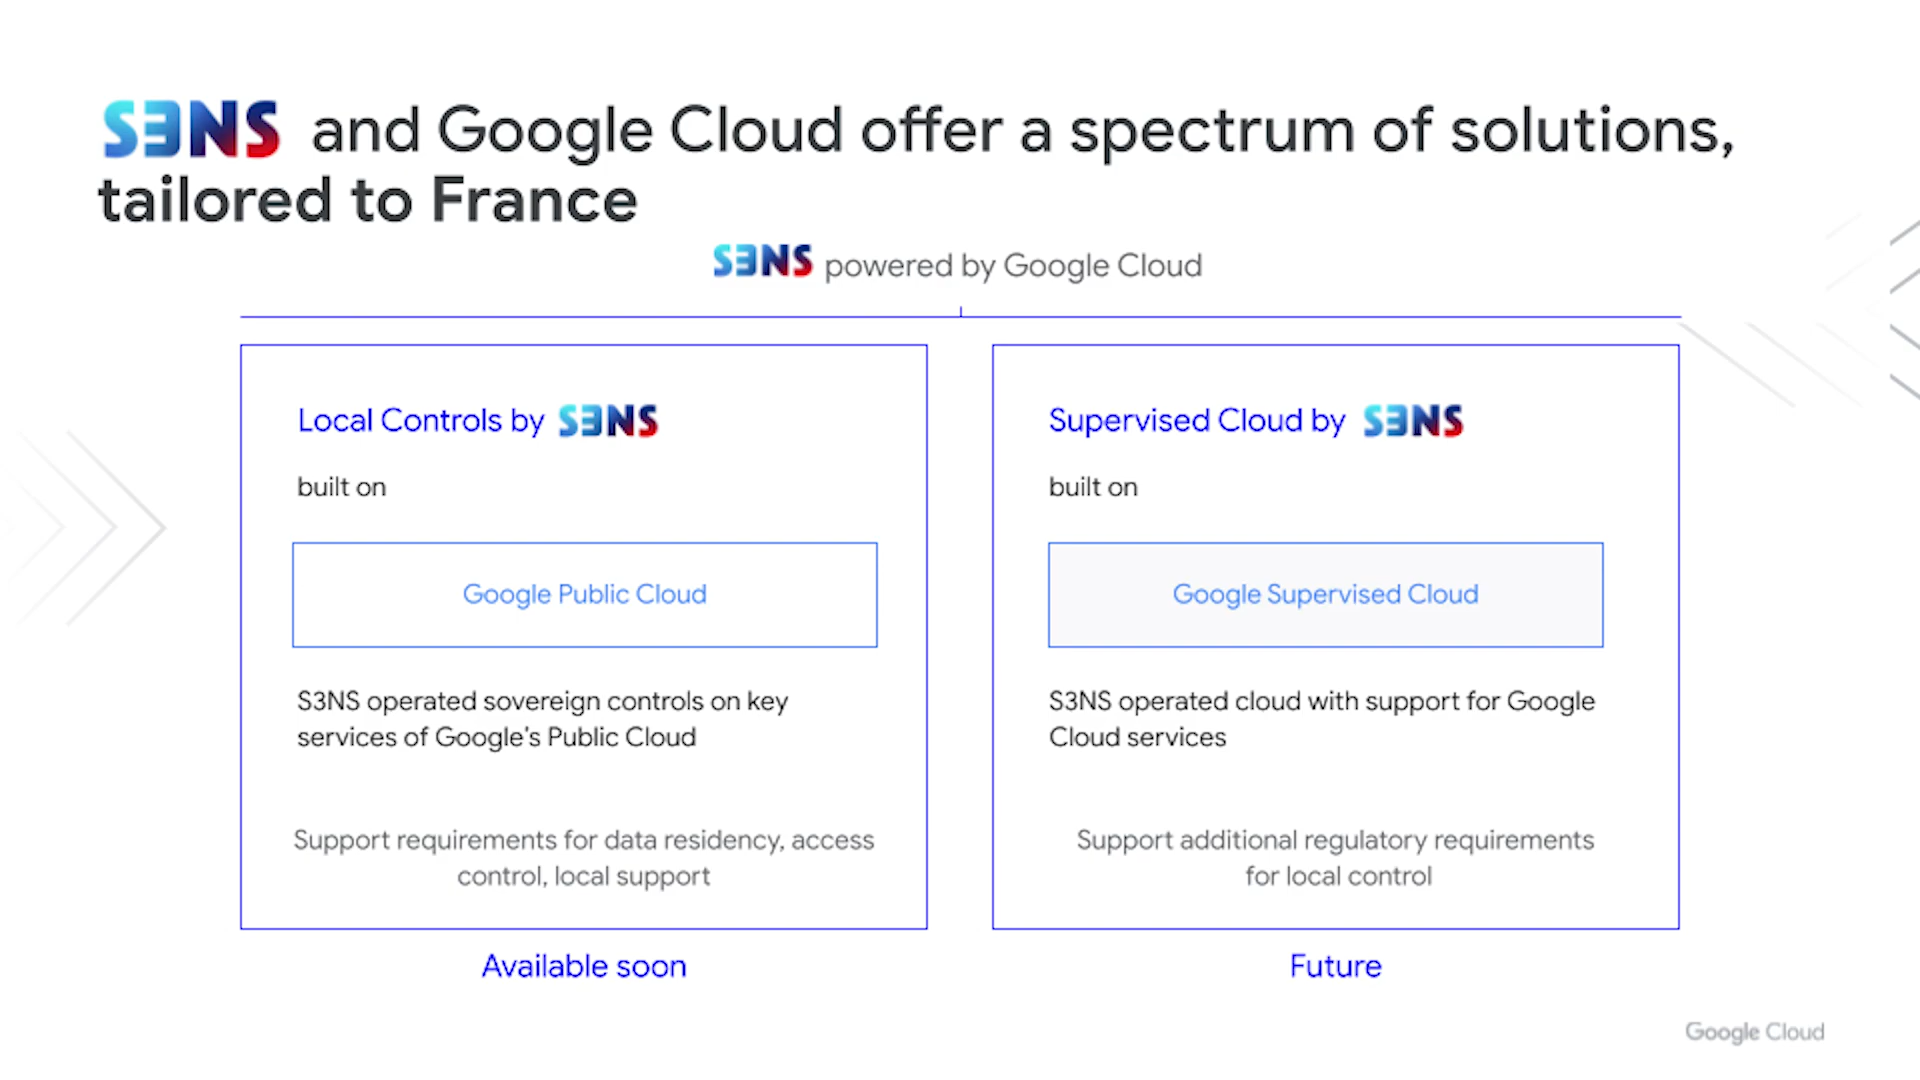 S3NS and Google Cloud offer a spectrum of solutions,
tailored to France
S3NS powered by Google Cloud
Local Controls by S3NS
built on
Google Public Cloud
S3NS operated sovereign controls on key
services of Google's Public Cloud
Support requirements for data residency, access
control, local support
Available soon
Supervised Cloud by S3NS
built on
Google Supervised Cloud
S3NS operated cloud with support for Google
Cloud services
Support additional regulatory requirements
for local control
Future
Google Cloud